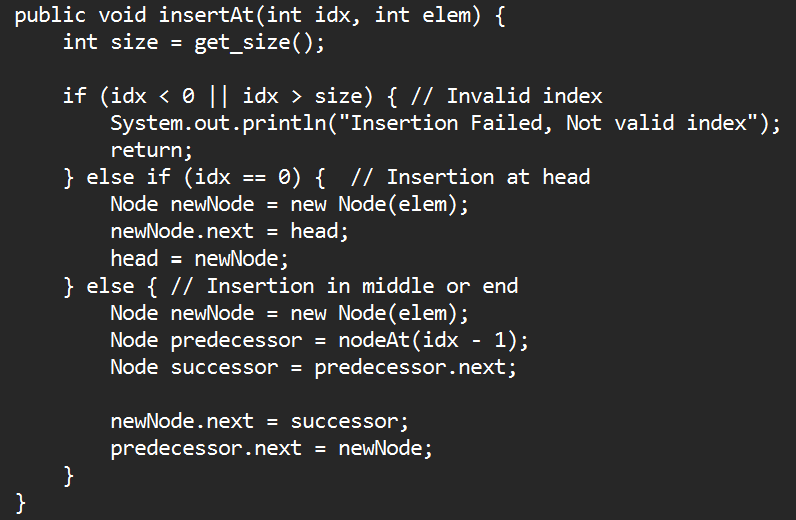 public void insertAt(int idx, int elem) {
    int size = get_size();

    if (idx < 0 || idx > size) { // Invalid index
        System.out.println("Insertion Failed, Not valid index");
        return;
    } else if (idx == 0) {  // Insertion at head
        Node newNode = new Node(elem);
        newNode.next = head;
        head = newNode;
    } else { // Insertion in middle or end
        Node newNode = new Node(elem);
        Node predecessor = nodeAt(idx - 1);
        Node successor = predecessor.next;

        newNode.next = successor;
        predecessor.next = newNode;
    }
}